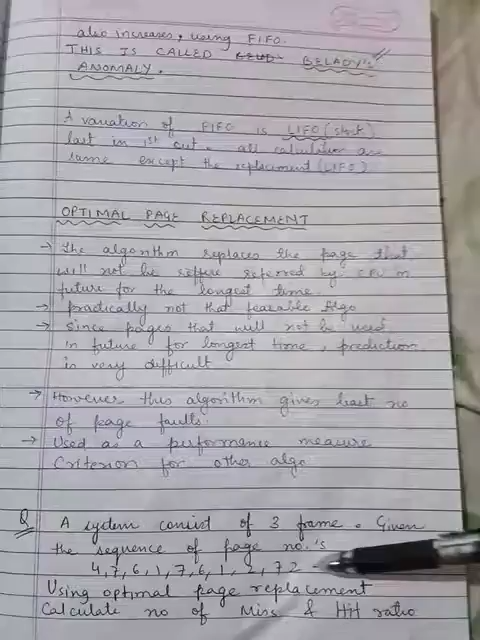 also increases, using FIFO.
THIS IS CALLED BELADY'S
ANOMALY.
A variation of FIFO is LIFO (stack)
last in 1st out. all calculation are
same except the replacment (LIFO)
OPTIMAL PAGE REPLACEMENT
→ The algorithm replaces the page that
will not be referred by CPU in
future for the longest time.
→ practically not that feasable Algo
→ Since pages that will not be used
in future for longest time, prediction
is very difficult
→ However this algorithm gives least no
of page faults.
→ Used as a performance measure
Criterion for other algo
Q A system consist of 3 frame. Given
the sequence of page no.'s
4, 7, 6, 1, 7, 6, 1, 2, 7, 2
Using optimal page replacement
Calculate no of Miss & Hit ratio